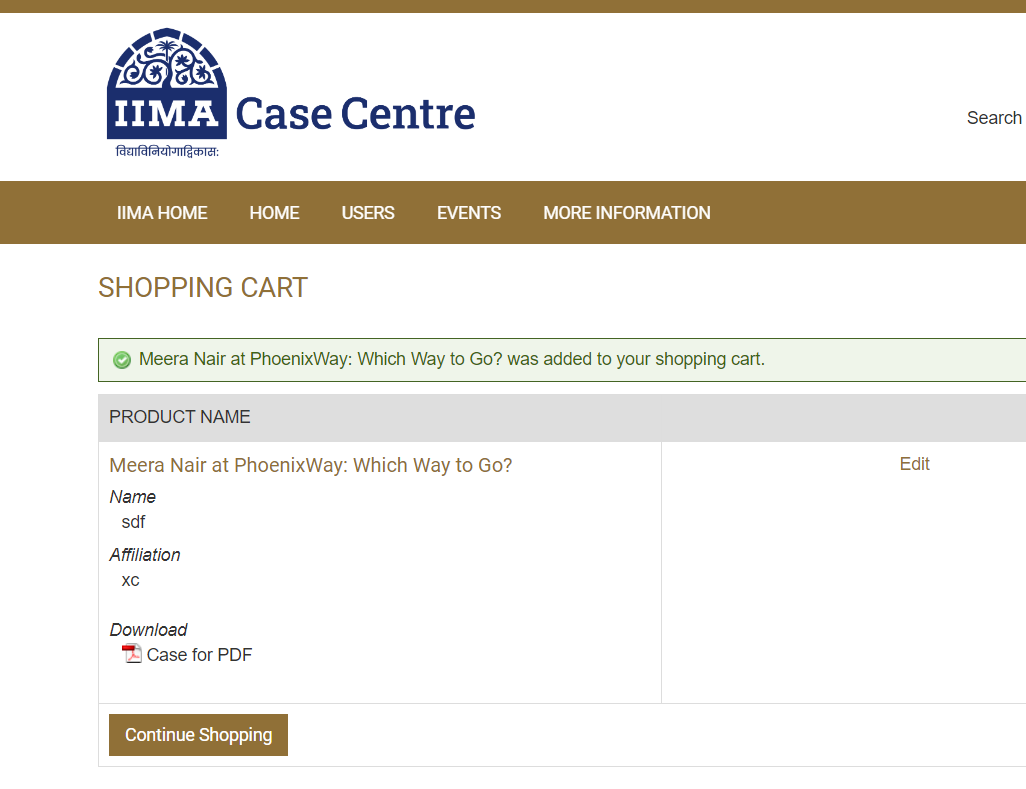 IIMA Case Centre
विद्याविनियोगाद्विकास:
Search
IIMA HOME HOME USERS EVENTS MORE INFORMATION
SHOPPING CART
Meera Nair at PhoenixWay: Which Way to Go? was added to your shopping cart.
PRODUCT NAME
Meera Nair at PhoenixWay: Which Way to Go? Edit
Name
sdf
Affiliation
xc
Download
Case for PDF
Continue Shopping